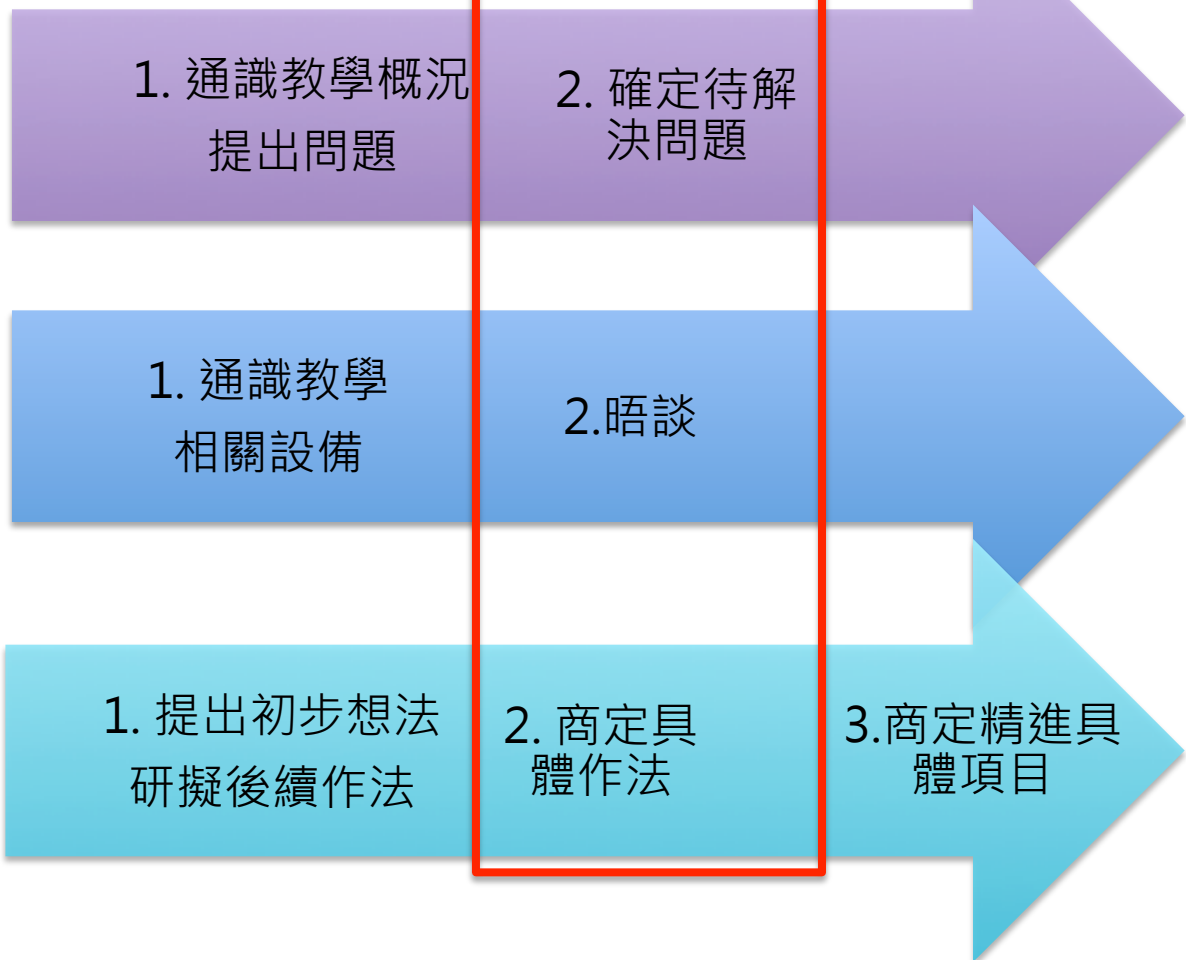 1. 通識教學概況
提出問題
2. 確定待解
決問題
1. 通識教學
相關設備
2.晤談
1. 提出初步想法
研擬後續作法
2. 商定具
體作法
3.商定精進具
體項目